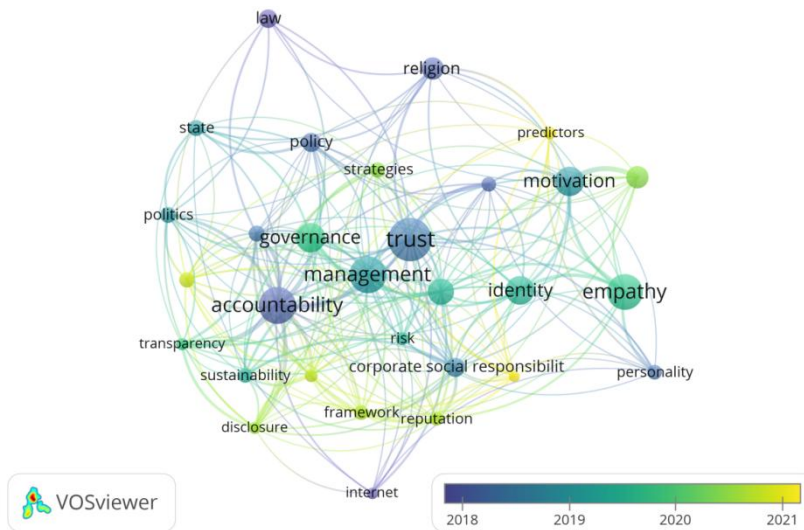 law
religion
state
predictors
policy
strategies
motivation
politics
governance
trust
management
identity
empathy
accountability
risk
transparency
corporate social responsibilit
personality
sustainability
framework
reputation
disclosure
internet
VOSviewer
2018 2019 2020 2021